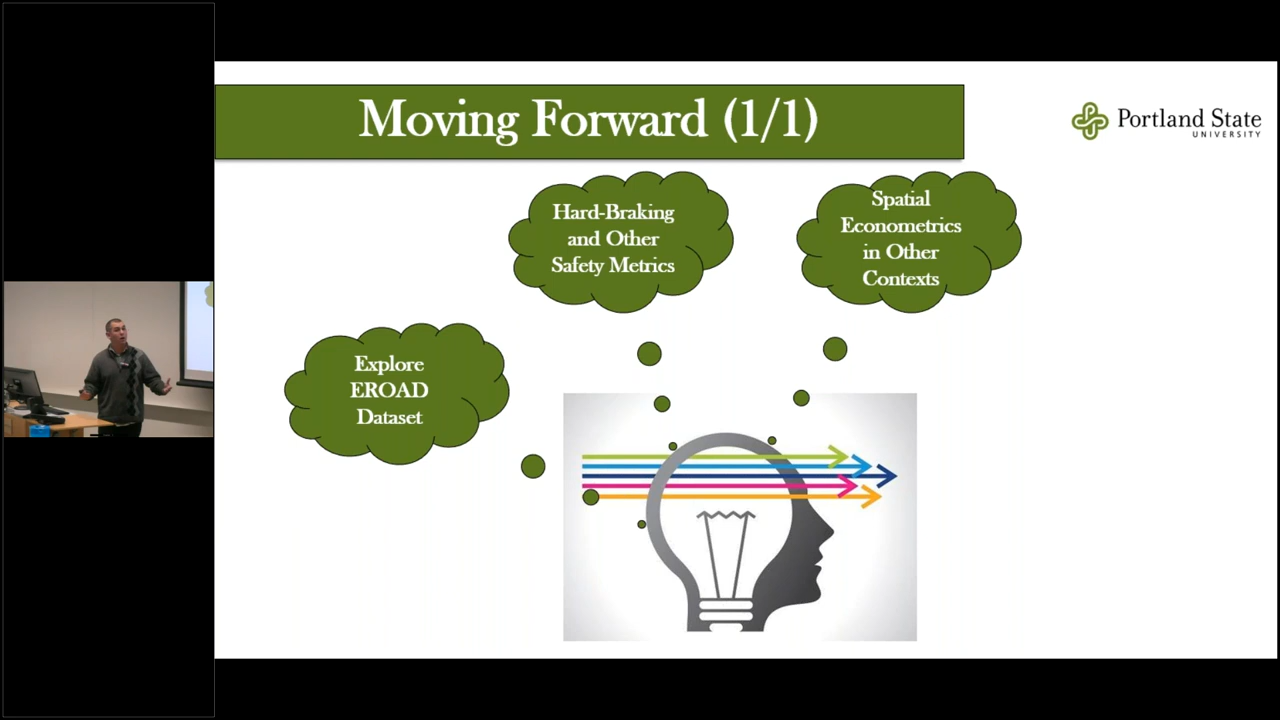 Moving Forward (1/1)
Portland State
UNIVERSITY
Hard-Braking
and Other
Safety Metrics
Spatial
Econometrics
in Other
Contexts
Explore
EROAD
Dataset